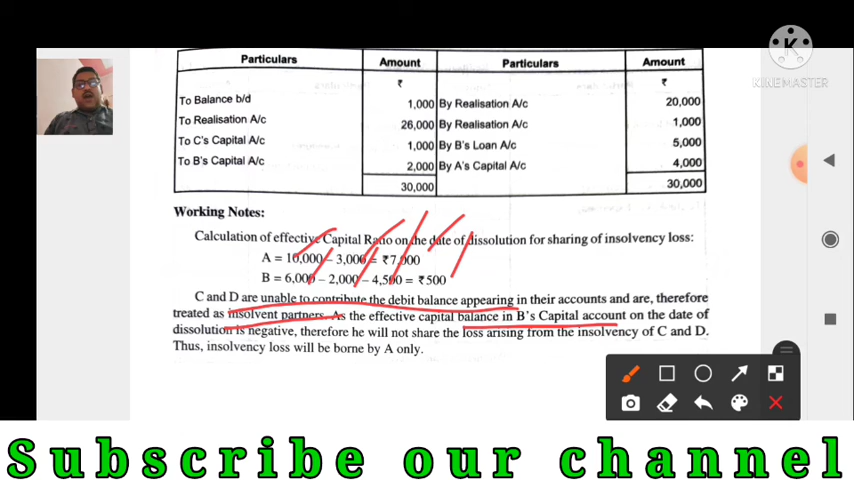 KINEMASTER
Particulars Amount Particulars Amount
₹ ₹
To Balance b/d 1,000 By Realisation A/c 20,000
To Realisation A/c 26,000 By Realisation A/c 1,000
To C's Capital A/c 1,000 By B's Loan A/c 5,000
To B's Capital A/c 2,000 By A's Capital A/c 4,000
30,000 30,000
Working Notes:
Calculation of effective Capital Ratio on the date of dissolution for sharing of insolvency loss:
A = 10,000 – 3,000 = ₹7,000
B = 6,000 – 2,000 – 4,500 = ₹500
C and D are unable to contribute the debit balance appearing in their accounts and are, therefore
treated as insolvent partners. As the effective capital balance in B's Capital account on the date of
dissolution is negative, therefore he will not share the loss arising from the insolvency of C and D.
Thus, insolvency loss will be borne by A only.
Subscribe our channel